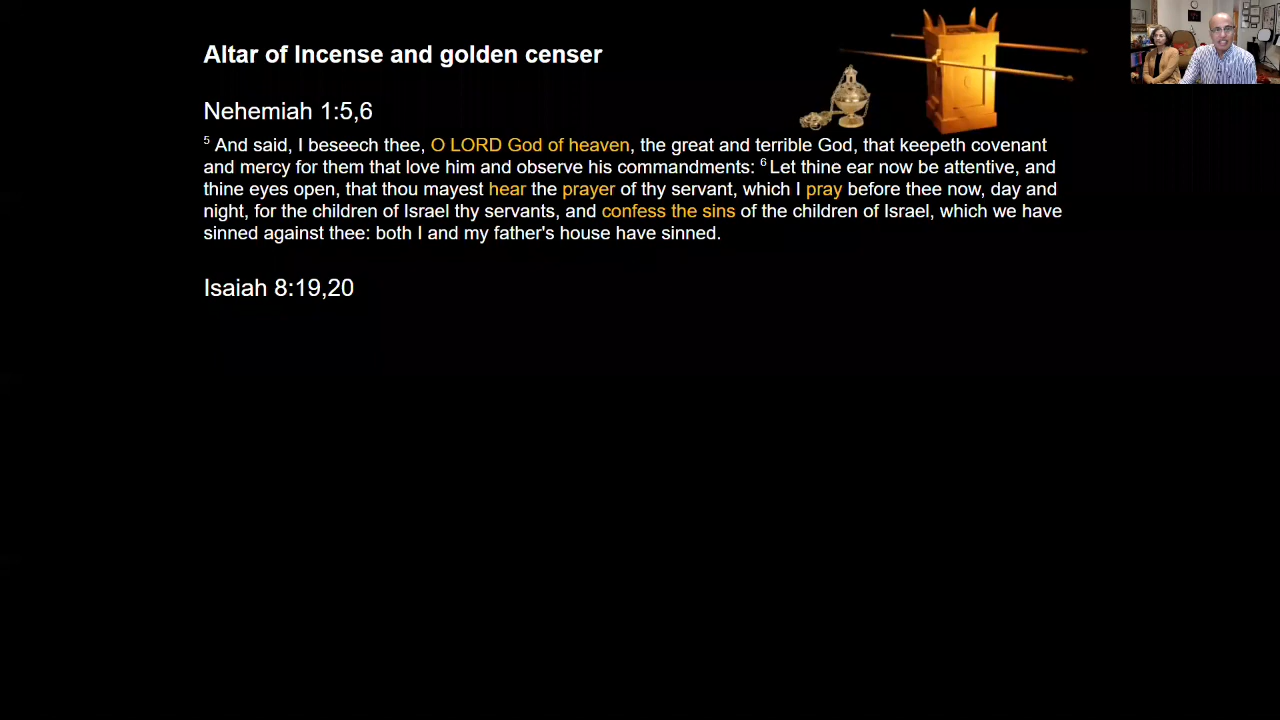 Altar of Incense and golden censer
Nehemiah 1:5,6
5 And said, I beseech thee, O LORD God of heaven, the great and terrible God, that keepeth covenant
and mercy for them that love him and observe his commandments: 6 Let thine ear now be attentive, and
thine eyes open, that thou mayest hear the prayer of thy servant, which I pray before thee now, day and
night, for the children of Israel thy servants, and confess the sins of the children of Israel, which we have
sinned against thee: both I and my father's house have sinned.
Isaiah 8:19,20